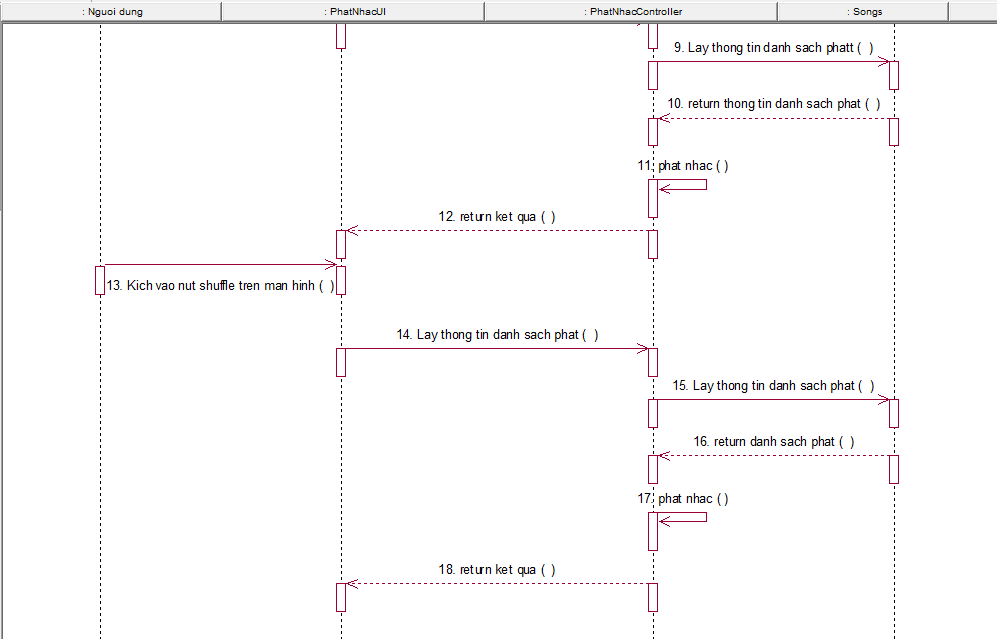 : Nguoi dung
: PhatNhacUI
: PhatNhacController
: Songs
9. Lay thong tin danh sach phatt ( )
10. return thong tin danh sach phat ( )
11. phat nhac ( )
12. return ket qua ( )
13. Kich vao nut shuffle tren man hinh ( )
14. Lay thong tin danh sach phat ( )
15. Lay thong tin danh sach phat ( )
16. return danh sach phat ( )
17. phat nhac ( )
18. return ket qua ( )